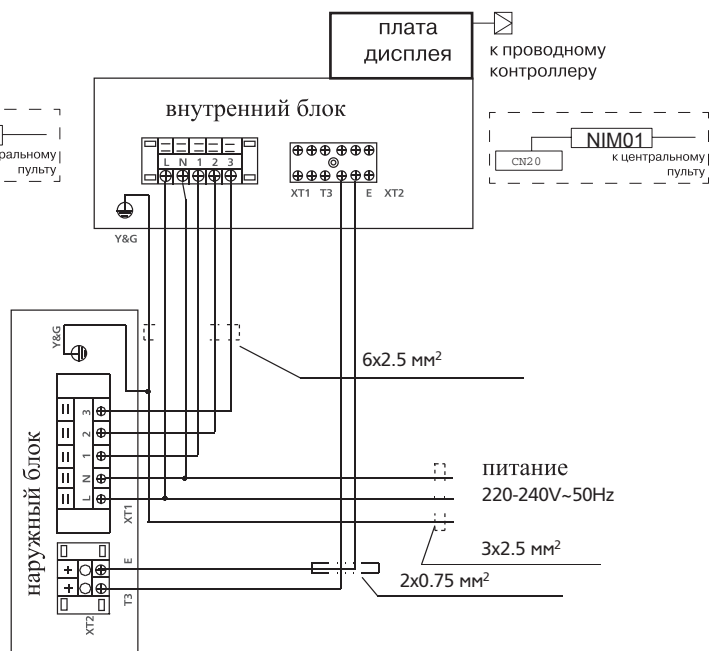 плата
дисплея
к проводному
контроллеру
внутренний блок
L N 1 2 3
XT1 T3 E XT2
Y&G
NIM01
CN20
к центральному
пульту
ральному
пульту
Y&G
6x2.5 мм²
наружный блок
3
2
1
N
L
XT1
питание
220-240V~50Hz
3x2.5 мм²
2x0.75 мм²
E
T3
XT2